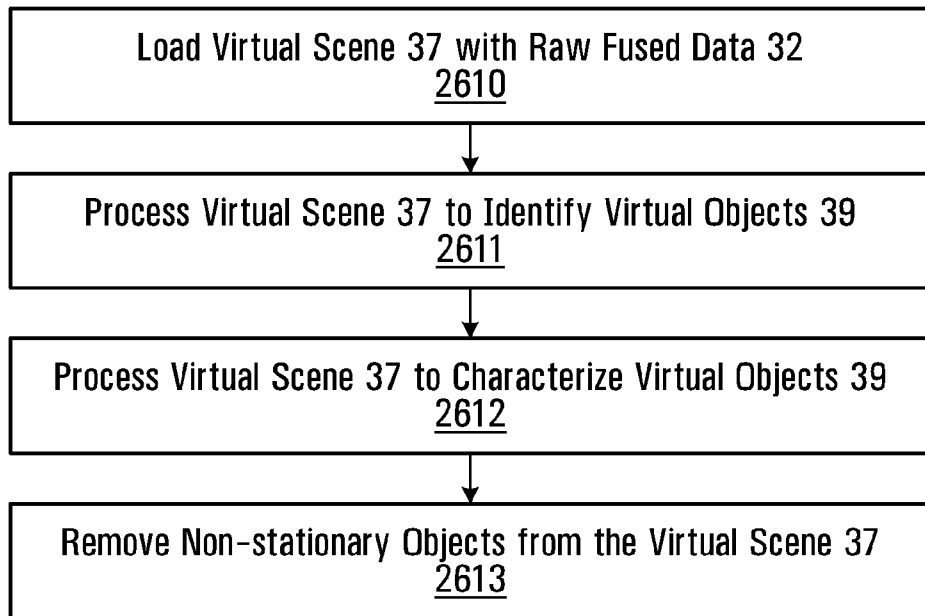 Load Virtual Scene 37 with Raw Fused Data 32
2610
Process Virtual Scene 37 to Identify Virtual Objects 39
2611
Process Virtual Scene 37 to Characterize Virtual Objects 39
2612
Remove Non-stationary Objects from the Virtual Scene 37
2613